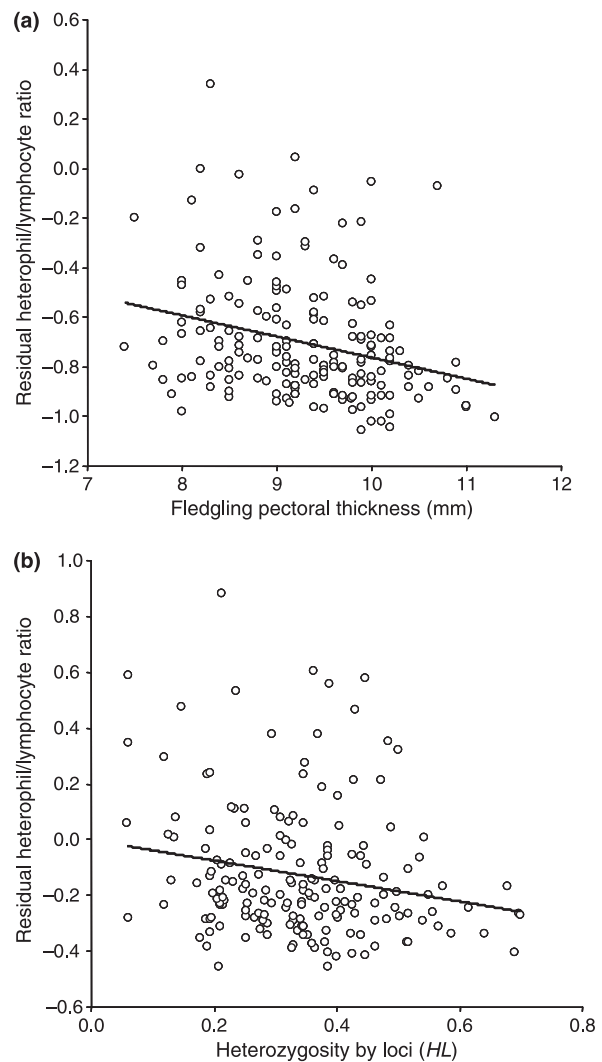 (a)
0.6
0.4
0.2
0.0
−0.2
−0.4
−0.6
−0.8
−1.0
−1.2
Residual heterophil/lymphocyte ratio
7 8 9 10 11 12
Fledgling pectoral thickness (mm)
(b)
1.0
0.8
0.6
0.4
0.2
0.0
−0.2
−0.4
−0.6
Residual heterophil/lymphocyte ratio
0.0 0.2 0.4 0.6 0.8
Heterozygosity by loci (HL)